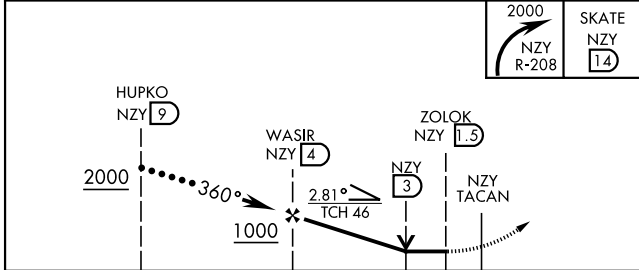 2000
NZY
R-208
SKATE
NZY
14
HUPKO
NZY 9
WASIR
NZY 4
ZOLOK
NZY 1.5
NZY
3
NZY
TACAN
2000
360°
2.81°
TCH 46
1000